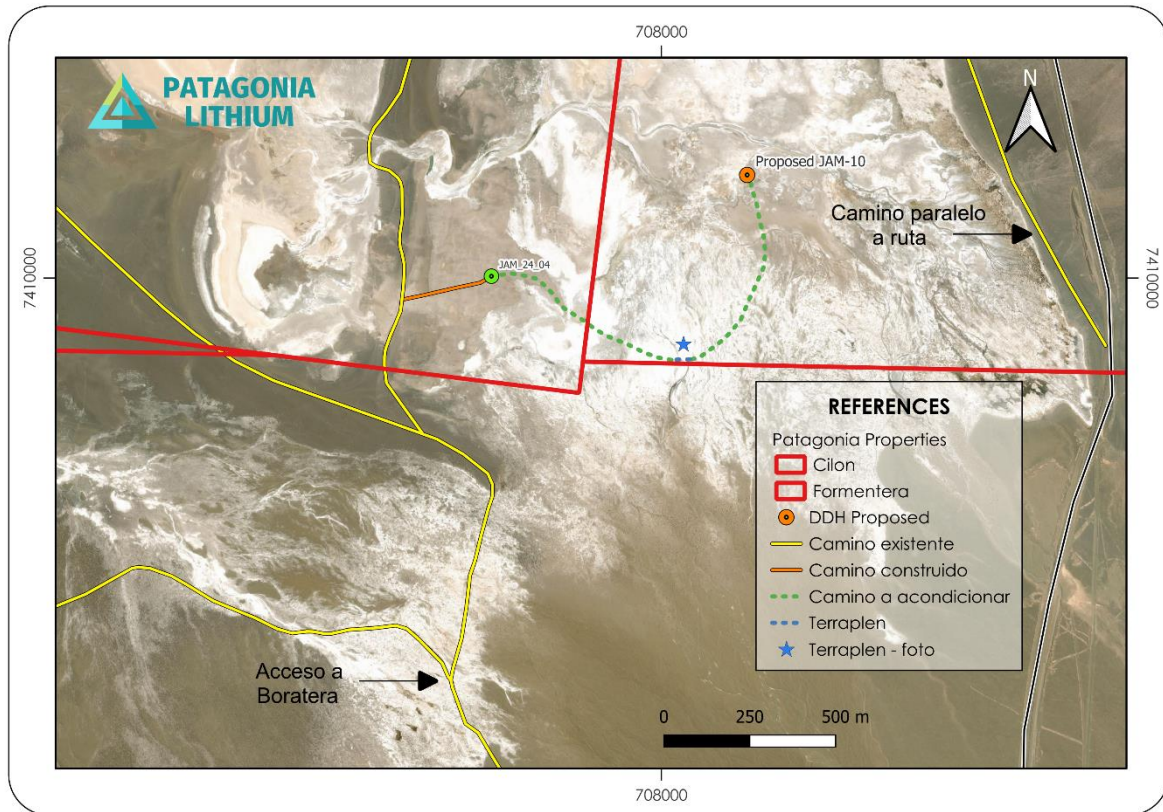 708000
PATAGONIA
LITHIUM
N
Proposed JAM-10
Camino paralelo
a ruta
JAM_24_04
7410000
7410000
REFERENCES
Patagonia Properties
Cilon
Formentera
DDH Proposed
Camino existente
Camino construido
Camino a acondicionar
Terraplen
Terraplen - foto
Acceso a
Boratera
0 250 500 m
708000